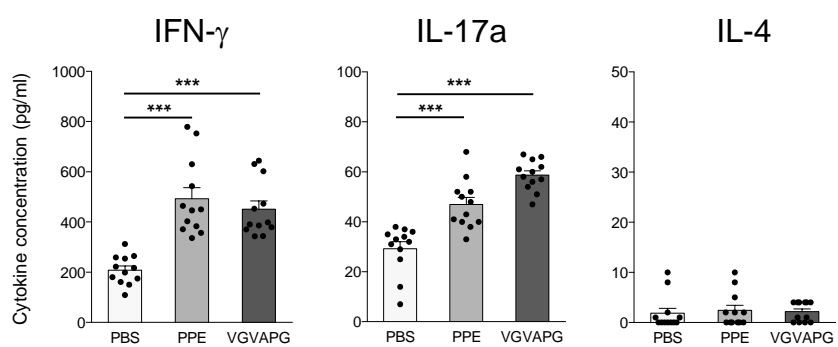 IFN-γ
IL-17a
IL-4
Cytokine concentration (pg/ml)
1000
800
600
400
200
0
***
***
PBS
PPE
VGVAPG
100
80
60
40
20
0
***
***
PBS
PPE
VGVAPG
50
40
30
20
10
0
PBS
PPE
VGVAPG